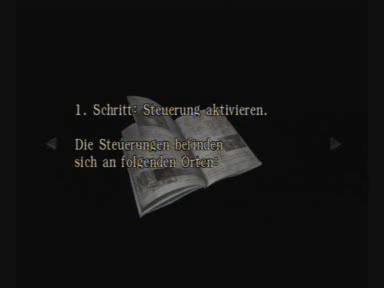 1. Schritt: Steuerung aktivieren.
Die Steuerungen befinden
sich an folgenden Orten: